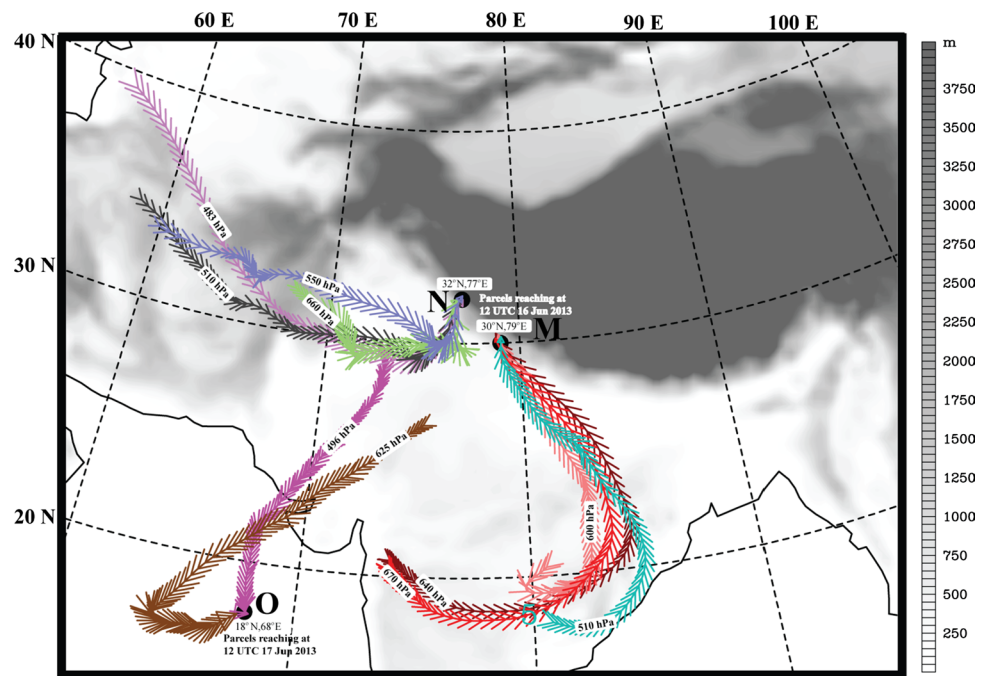 60 E
70 E
80 E
90 E
100 E
40 N
30 N
20 N
m
3750
3500
3250
3000
2750
2500
2250
2000
1750
1500
1250
1000
750
500
250
483 hPa
510 hPa
550 hPa
660 hPa
N
32°N,77°E
Parcels reaching at
12 UTC 16 Jun 2013
30°N,79°E
M
496 hPa
625 hPa
600 hPa
640 hPa
670 hPa
510 hPa
O
18°N,68°E
Parcels reaching at
12 UTC 17 Jun 2013